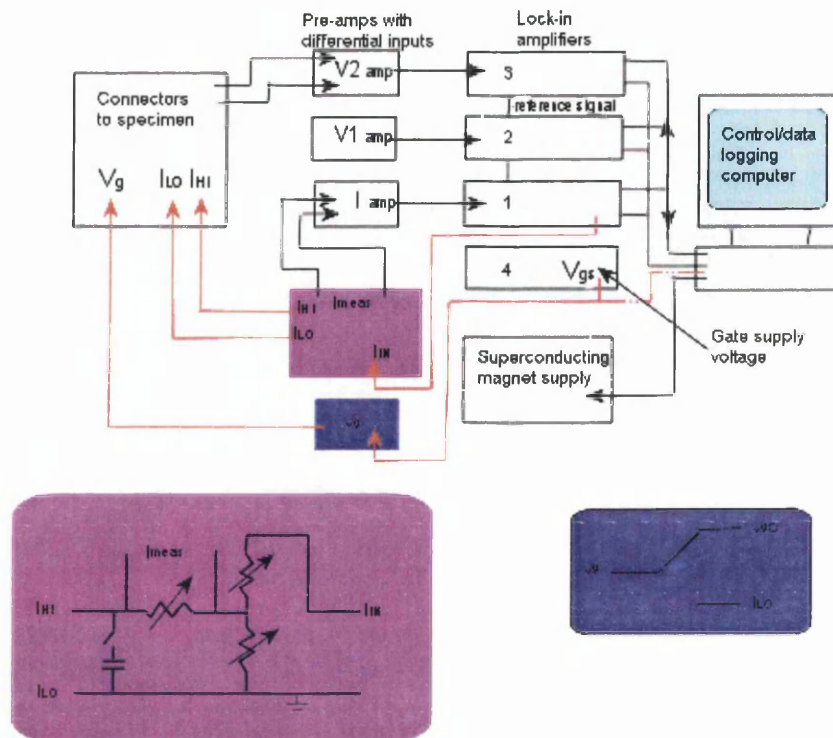 Pre-amps with
differential inputs
Lock-in
amplifiers
V2 amp
3
Connectors
to specimen
reference signal
V1 amp
2
Control/data
logging
computer
Vg
ILO
IHI
I amp
1
4
Vgs
IHI
Imeas
ILO
IIN
Gate supply
voltage
Superconducting
magnet supply
Imeas
IHI
IIN
ILO
ILO